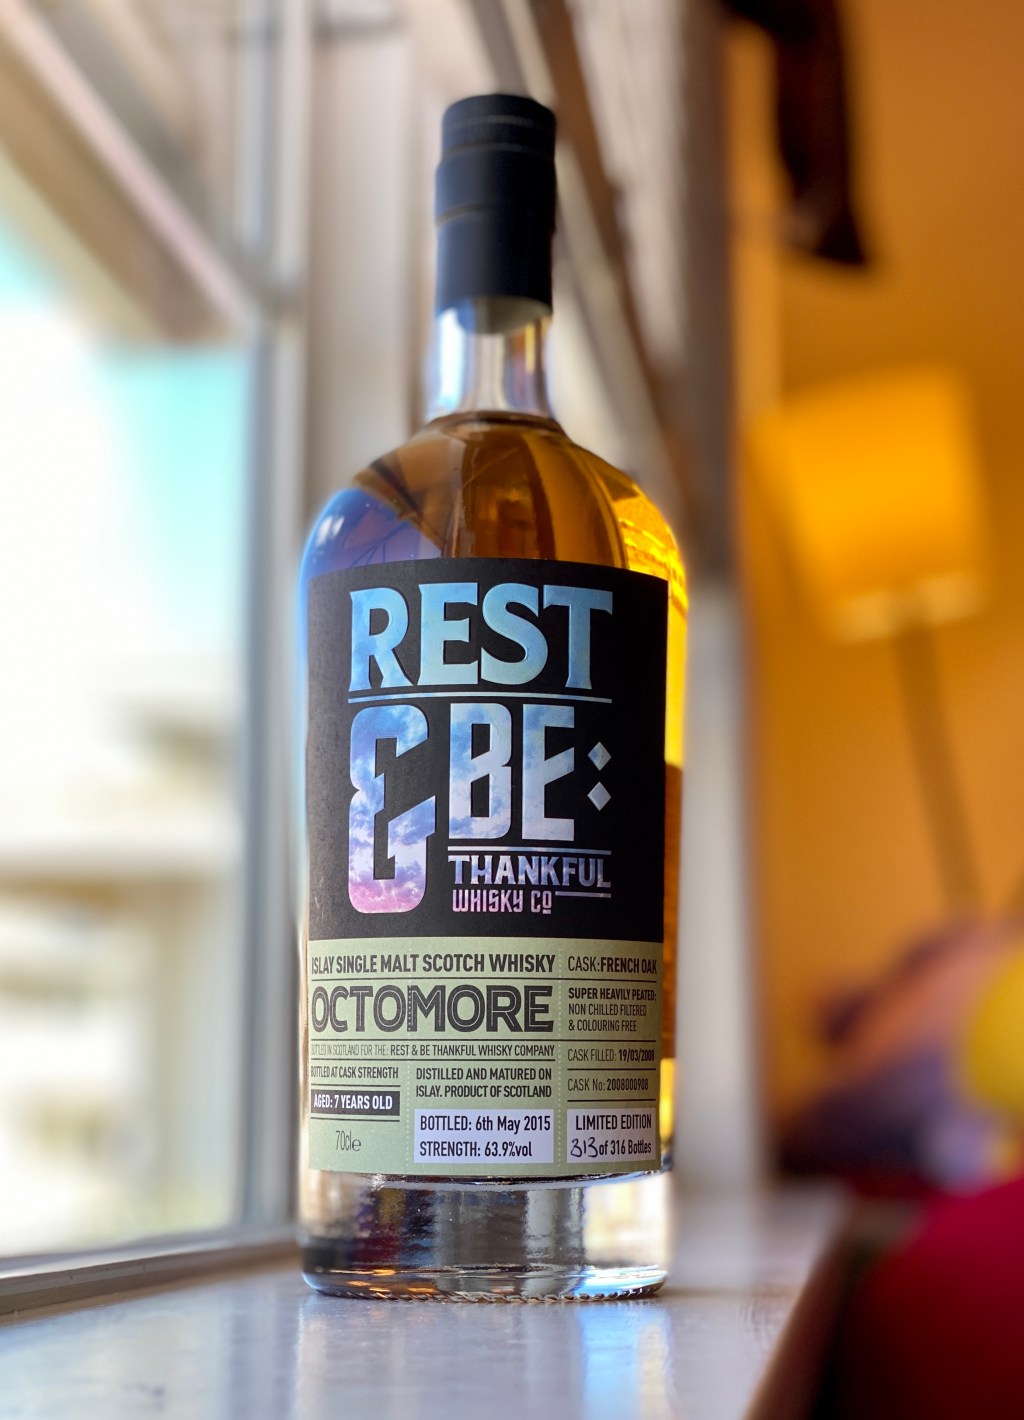 REST
& BE:
THANKFUL
WHISKY CO
ISLAY SINGLE MALT SCOTCH WHISKY
OCTOMORE
BOTTLED IN SCOTLAND FOR THE: REST & BE THANKFUL WHISKY COMPANY
BOTTLED AT CASK STRENGTH
AGED: 7 YEARS OLD
70cl e
DISTILLED AND MATURED ON
ISLAY. PRODUCT OF SCOTLAND
BOTTLED: 6th May 2015
STRENGTH: 63.9%vol
CASK: FRENCH OAK
SUPER HEAVILY PEATED:
NON CHILLED FILTERED
& COLOURING FREE
CASK FILLED: 19/03/2008
CASK No: 2008000908
LIMITED EDITION
313 of 316 Bottles